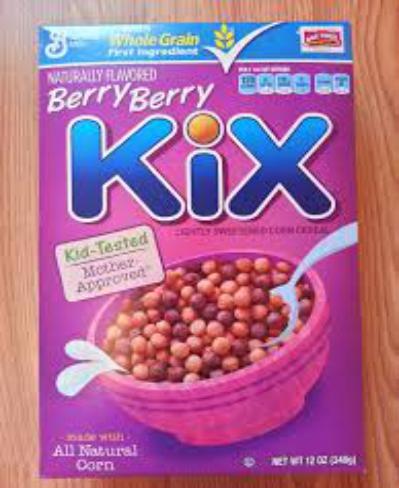 Whole Grain
First Ingredient
NATURALLY FLAVORED
Berry Berry
Kix
LIGHTLY SWEETENED CORN CEREAL
Kid-Tested
Mother-
Approved
made with
All Natural
Corn
NET WT 12 OZ (340g)